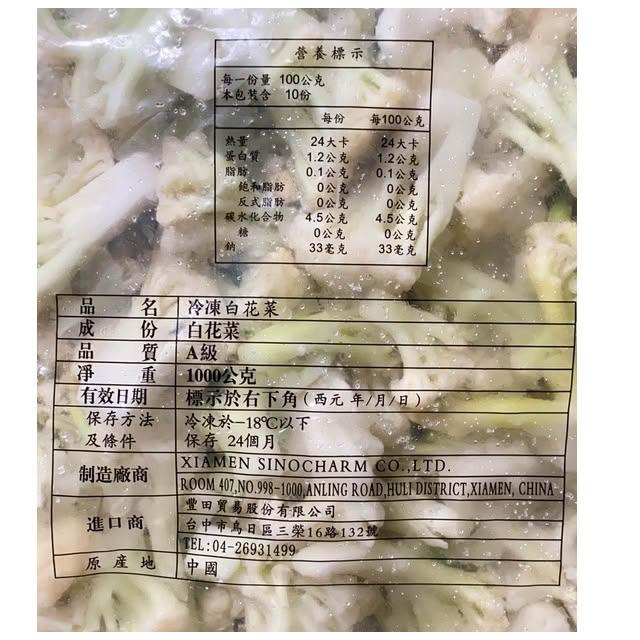 營養標示
每一份量 100公克
本包裝含 10份
每份 每100公克
熱量 24大卡 24大卡
蛋白質 1.2公克 1.2公克
脂肪 0.1公克 0.1公克
飽和脂肪 0公克 0公克
反式脂肪 0公克 0公克
碳水化合物 4.5公克 4.5公克
糖 0公克 0公克
鈉 33毫克 33毫克
品名 冷凍白花菜
成份 白花菜
品質 A級
凈重 1000公克
有效日期 標示於右下角(西元 年/月/日)
保存方法 冷凍於-18℃以下
及條件 保存 24個月
制造廠商 XIAMEN SINOCHARM CO.,LTD.
ROOM 407,NO.998-1000,ANLING ROAD,HULI DISTRICT,XIAMEN, CHINA
進口商 豐田貿易股份有限公司
台中市烏日區三榮16路132號
TEL:04-26931499
原產地 中國